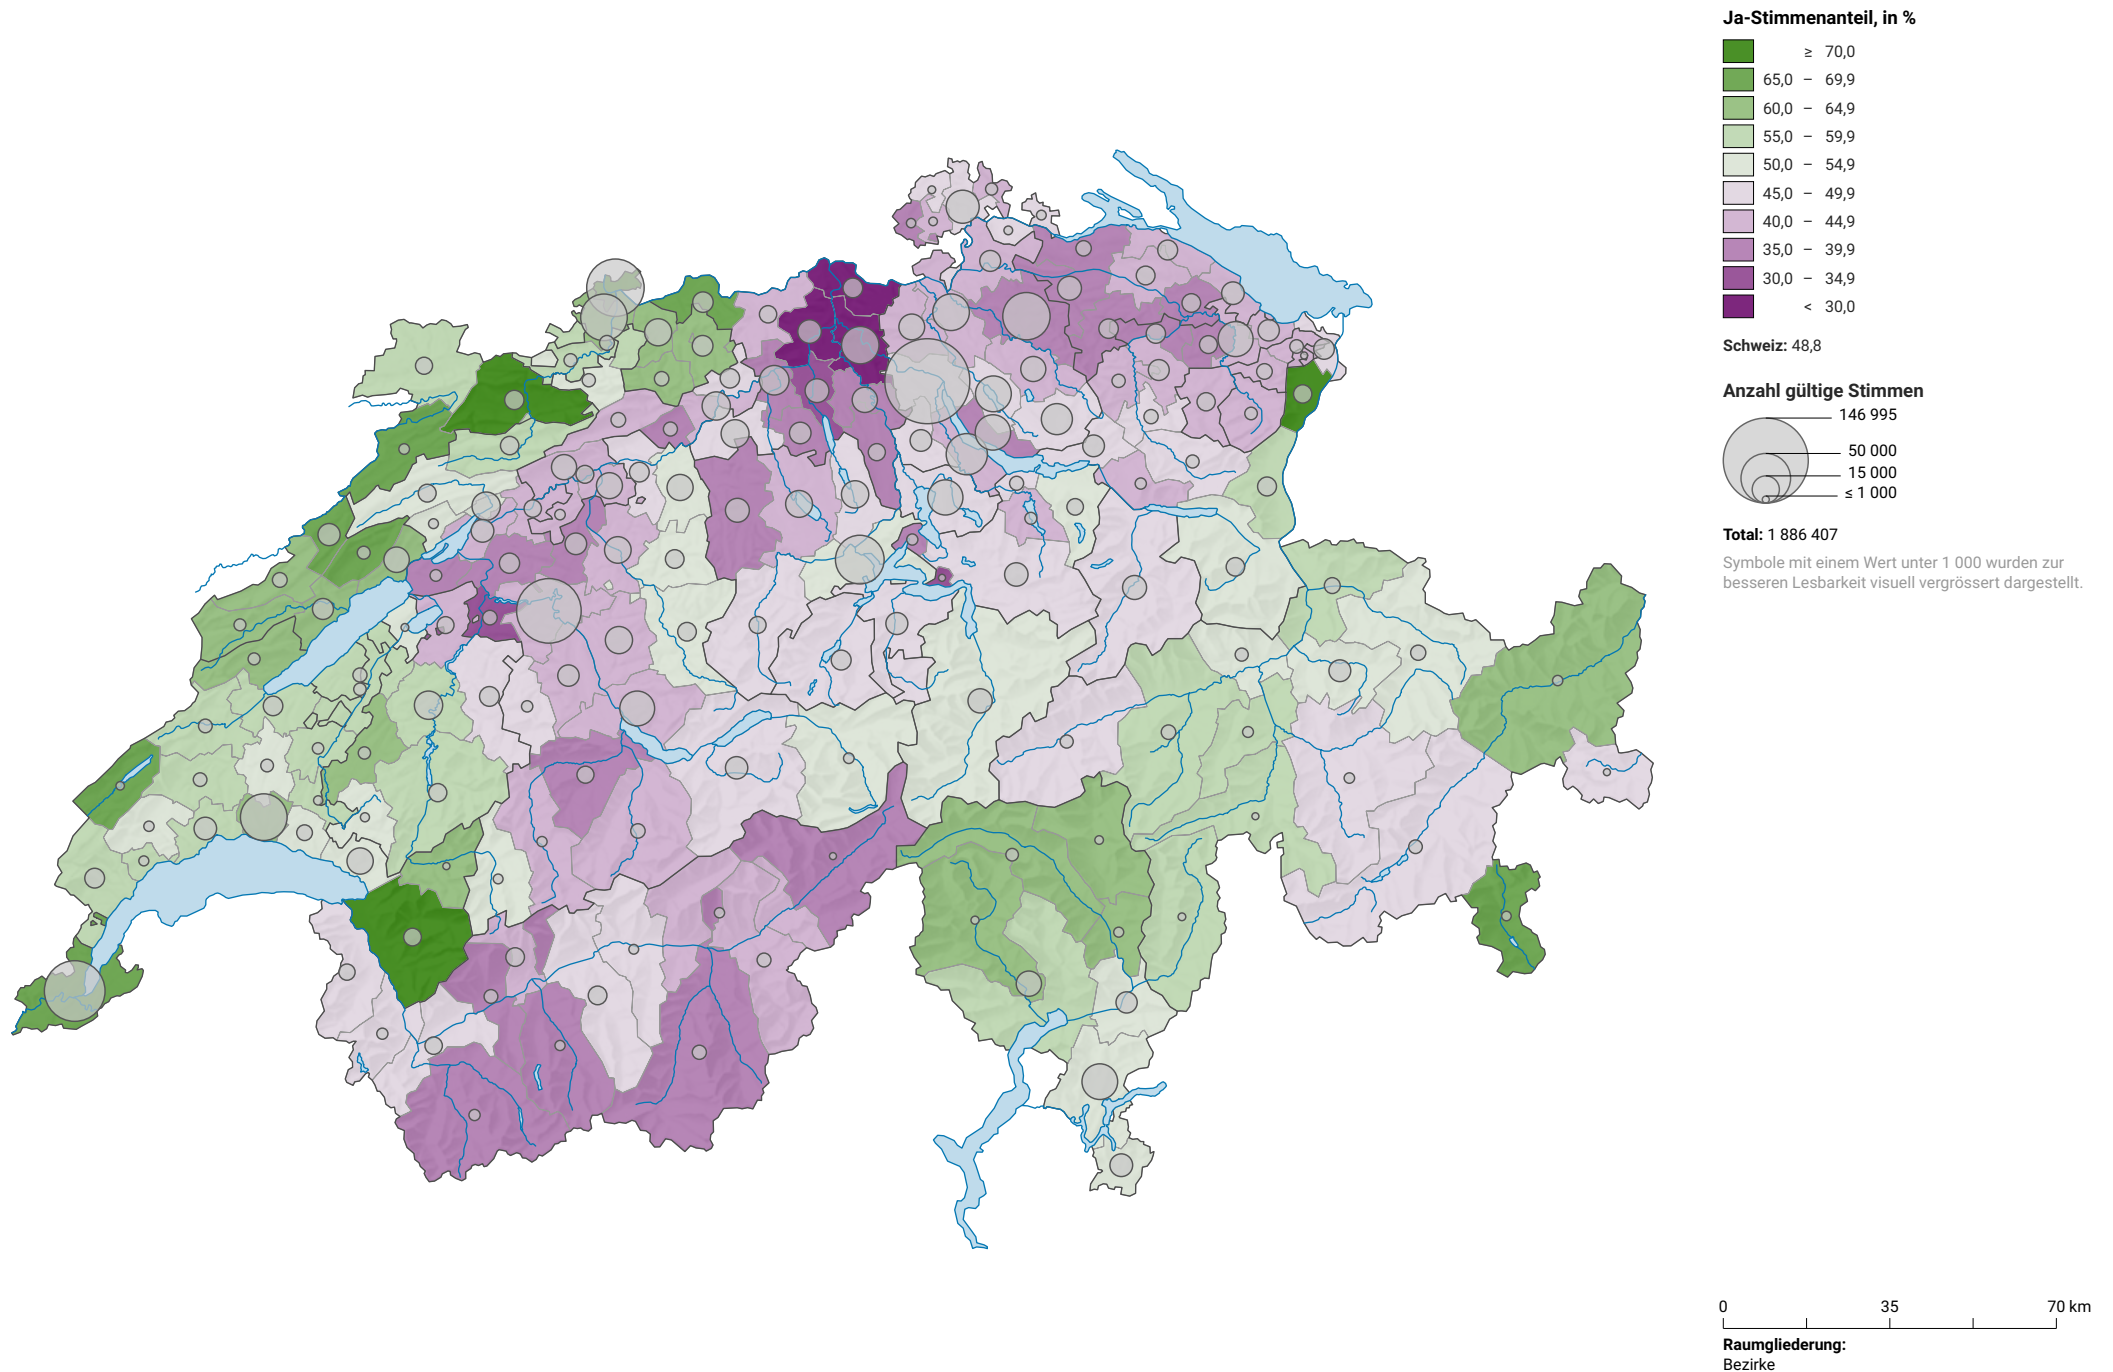 Ja-Stimmenanteil, in %
≥ 70,0
65,0 – 69,9
60,0 – 64,9
55,0 – 59,9
50,0 – 54,9
45,0 – 49,9
40,0 – 44,9
35,0 – 39,9
30,0 – 34,9
< 30,0
Schweiz: 48,8
Anzahl gültige Stimmen
146 995
50 000
15 000
≤ 1 000
Total: 1 886 407
Symbole mit einem Wert unter 1 000 wurden zur
besseren Lesbarkeit visuell vergrössert dargestellt.
0 35 70 km
Raumgliederung:
Bezirke